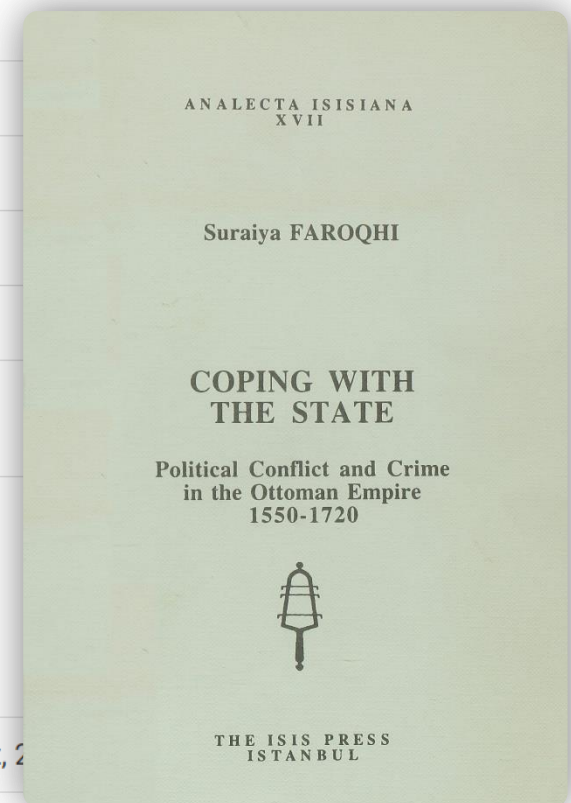 ANALECTA ISISIANA
XVII
Suraiya FAROQHI
COPING WITH
THE STATE
Political Conflict and Crime
in the Ottoman Empire
1550-1720
THE ISIS PRESS
ISTANBUL